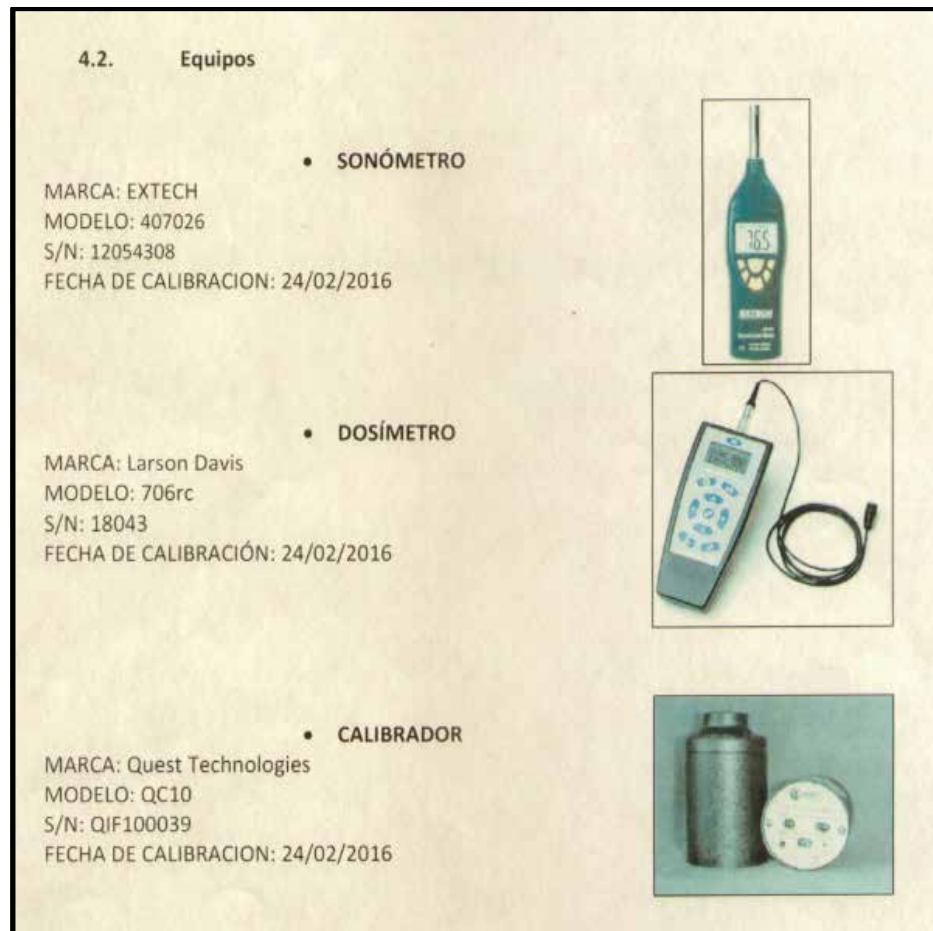 4.2. Equipos
• SONÓMETRO
MARCA: EXTECH
MODELO: 407026
S/N: 12054308
FECHA DE CALIBRACION: 24/02/2016
• DOSÍMETRO
MARCA: Larson Davis
MODELO: 706rc
S/N: 18043
FECHA DE CALIBRACIÓN: 24/02/2016
• CALIBRADOR
MARCA: Quest Technologies
MODELO: QC10
S/N: QIF100039
FECHA DE CALIBRACION: 24/02/2016